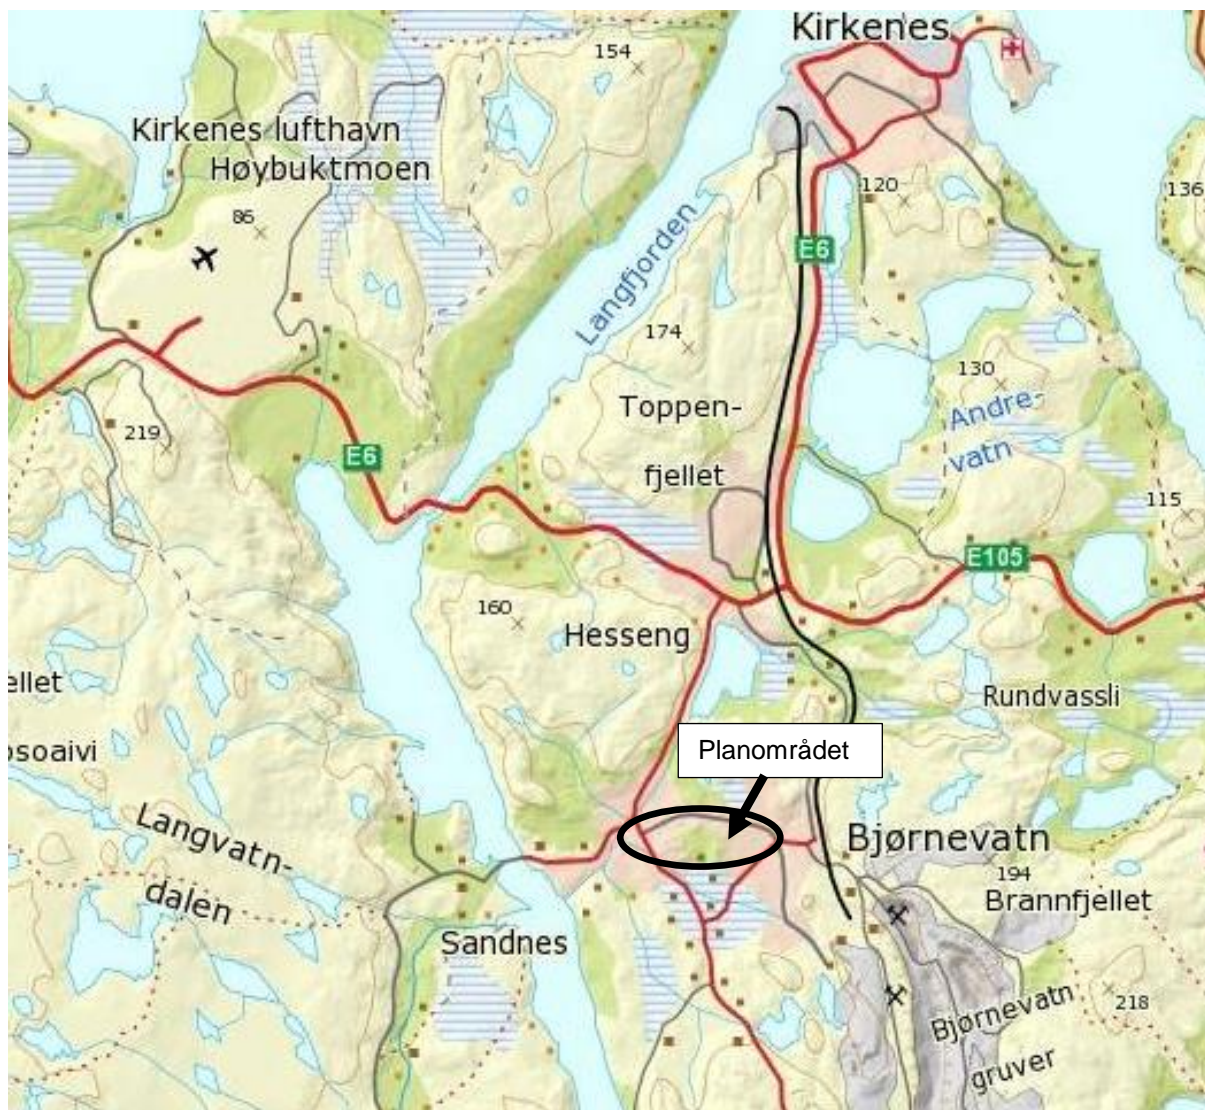 Kirkenes
154
Kirkenes lufthavn
Høybuktmoen
120
136
86
E6
Langfjorden
174
130
Toppen-
Andre-
219
E6
vatn
fjellet
115
E105
160
Hesseng
ellet
Rundvassli
Planområdet
osoaivi
Langvatn-
dalen
Bjørnevatn
194
Brannfjellet
Sandnes
218
Bjørnevatn
gruver